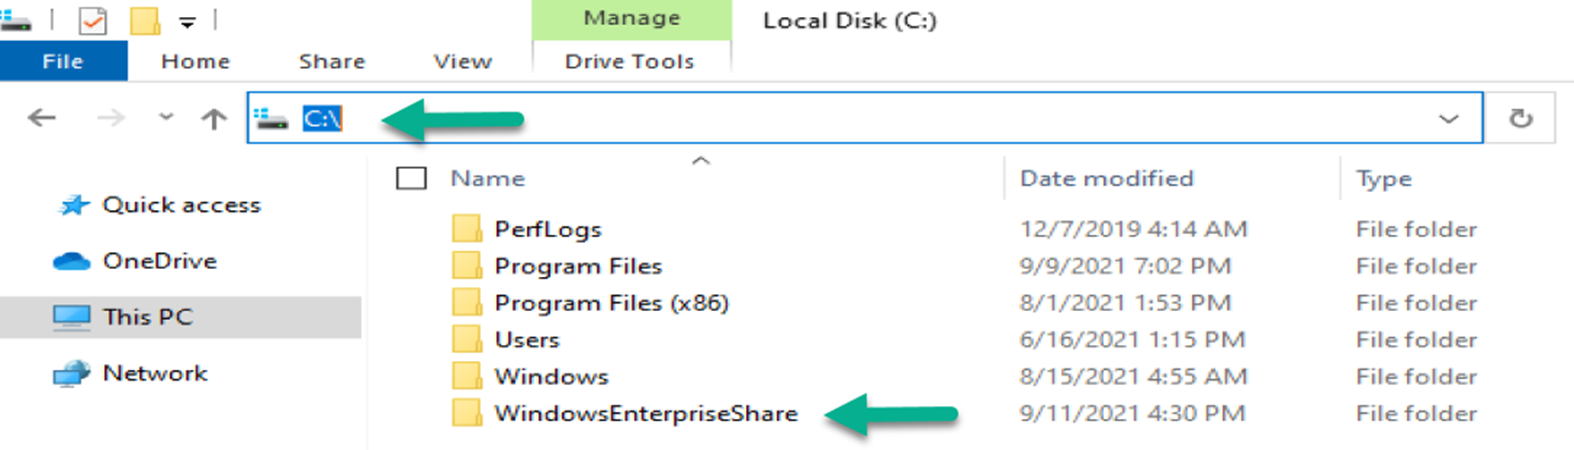 Manage Local Disk (C:)
File Home Share View Drive Tools
C:\
Name Date modified Type
Quick access
OneDrive
This PC
Network
PerfLogs 12/7/2019 4:14 AM File folder
Program Files 9/9/2021 7:02 PM File folder
Program Files (x86) 8/1/2021 1:53 PM File folder
Users 6/16/2021 1:15 PM File folder
Windows 8/15/2021 4:55 AM File folder
WindowsEnterpriseShare 9/11/2021 4:30 PM File folder